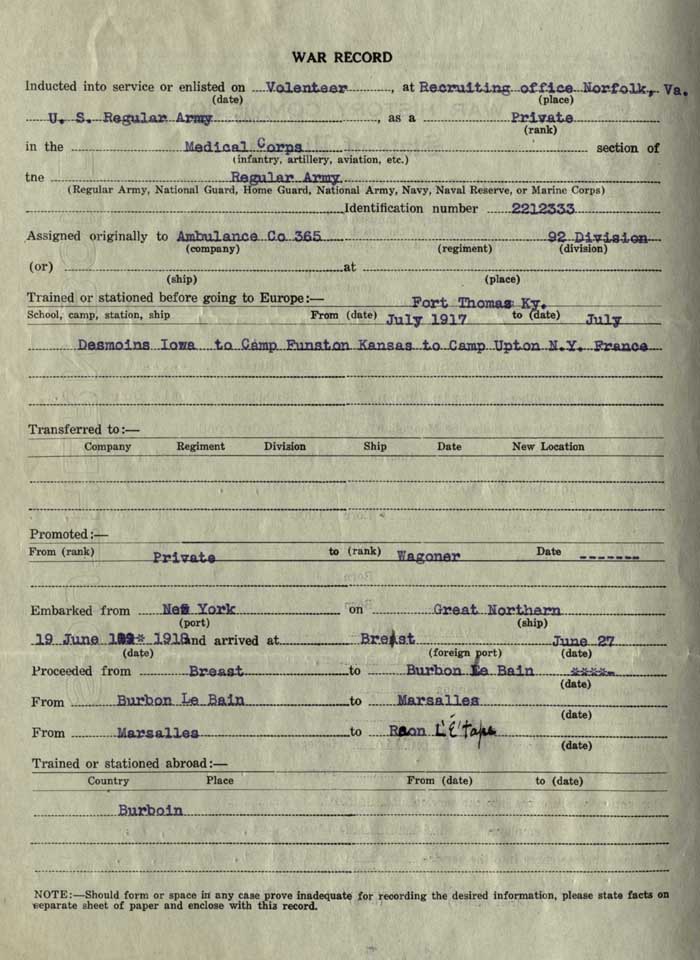 WAR RECORD
Inducted into service or enlisted on Volenteer, at Recruiting office Norfolk, Va.
(date) (place)
U. S. Regular Army, as a Private
(rank)
in the Medical Corps section of
(infantry, artillery, aviation, etc.)
tne Regular Army
(Regular Army, National Guard, Home Guard, National Army, Navy, Naval Reserve, or Marine Corps)
Identification number 2212333
Assigned originally to Ambulance Co 365 92 Division
(company) (regiment) (division)
(or) at
(ship) (place)
Trained or stationed before going to Europe:— Fort Thomas Ky.
School, camp, station, ship From (date) July 1917 to (date) July
Desmoins Iowa to Camp Funston Kansas to Camp Upton N.Y. France
Transferred to:—
Company Regiment Division Ship Date New Location
Promoted:—
From (rank) Private to (rank) Wagoner Date -------
Embarked from New York on Great Northern
(port) (ship)
19 June 1918 and arrived at Brest June 27
(date) (foreign port) (date)
Proceeded from Breast to Burbon Le Bain ****
(date)
From Burbon Le Bain to Marsalles
(date)
From Marsalles to Raon L'Étape
(date)
Trained or stationed abroad:—
Country Place From (date) to (date)
Burboin
NOTE:—Should form or space in any case prove inadequate for recording the desired information, please state facts on
separate sheet of paper and enclose with this record.